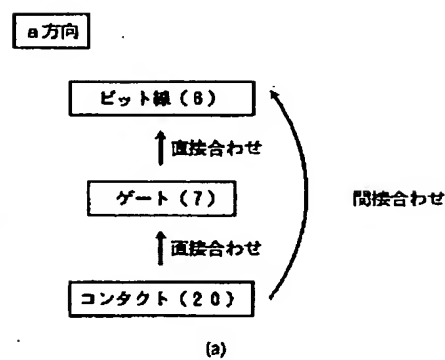 a方向
ビット線(6)
直接合わせ
ゲート(7)
間接合わせ
直接合わせ
コンタクト(20)
(a)